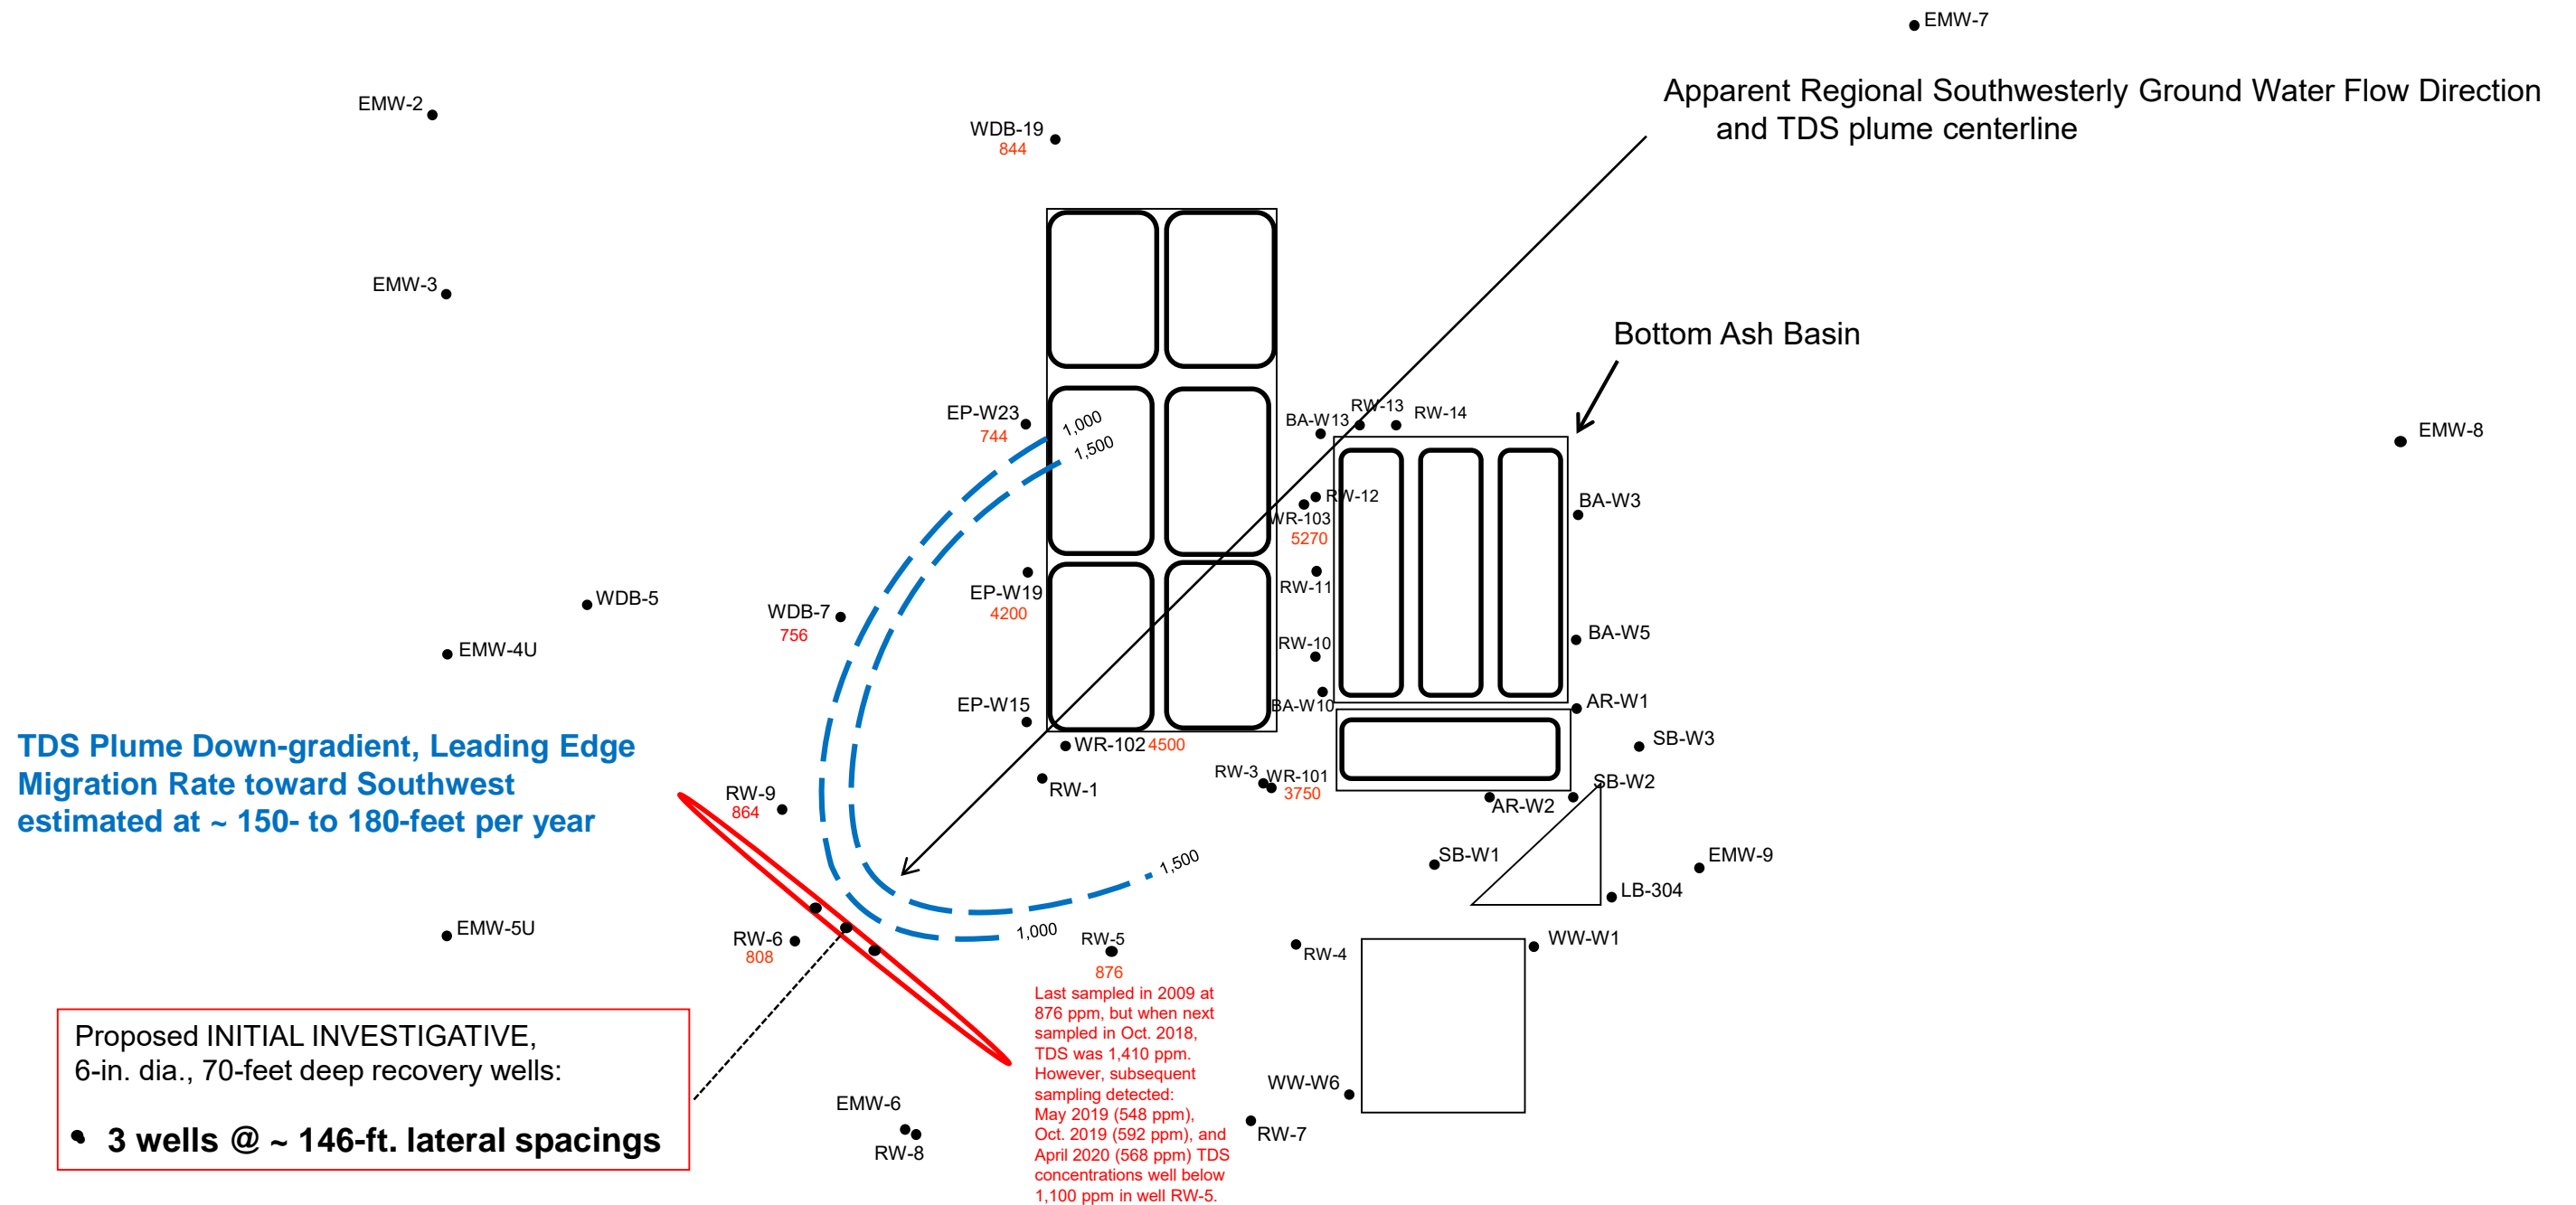 EMW-7
Apparent Regional Southwesterly Ground Water Flow Direction
and TDS plume centerline
EMW-2
WDB-19
844
EMW-3
Bottom Ash Basin
EP-W23
744
1,000
1,500
BA-W13
RW-13
RW-14
EMW-8
RW-12
WR-103
5270
BA-W3
EP-W19
4200
RW-11
WDB-5
WDB-7
756
EMW-4U
RW-10
BA-W5
EP-W15
BA-W10
AR-W1
WR-102 4500
SB-W3
TDS Plume Down-gradient, Leading Edge
Migration Rate toward Southwest
estimated at ~ 150- to 180-feet per year
RW-9
864
RW-1
RW-3
WR-101
3750
SB-W2
AR-W2
1,500
SB-W1
EMW-9
LB-304
EMW-5U
RW-6
808
1,000
RW-5
876
RW-4
WW-W1
Last sampled in 2009 at
876 ppm, but when next
sampled in Oct. 2018,
TDS was 1,410 ppm.
However, subsequent
sampling detected:
May 2019 (548 ppm),
Oct. 2019 (592 ppm), and
April 2020 (568 ppm) TDS
concentrations well below
1,100 ppm in well RW-5.
Proposed INITIAL INVESTIGATIVE,
6-in. dia., 70-feet deep recovery wells:
• 3 wells @ ~ 146-ft. lateral spacings
EMW-6
RW-8
WW-W6
RW-7